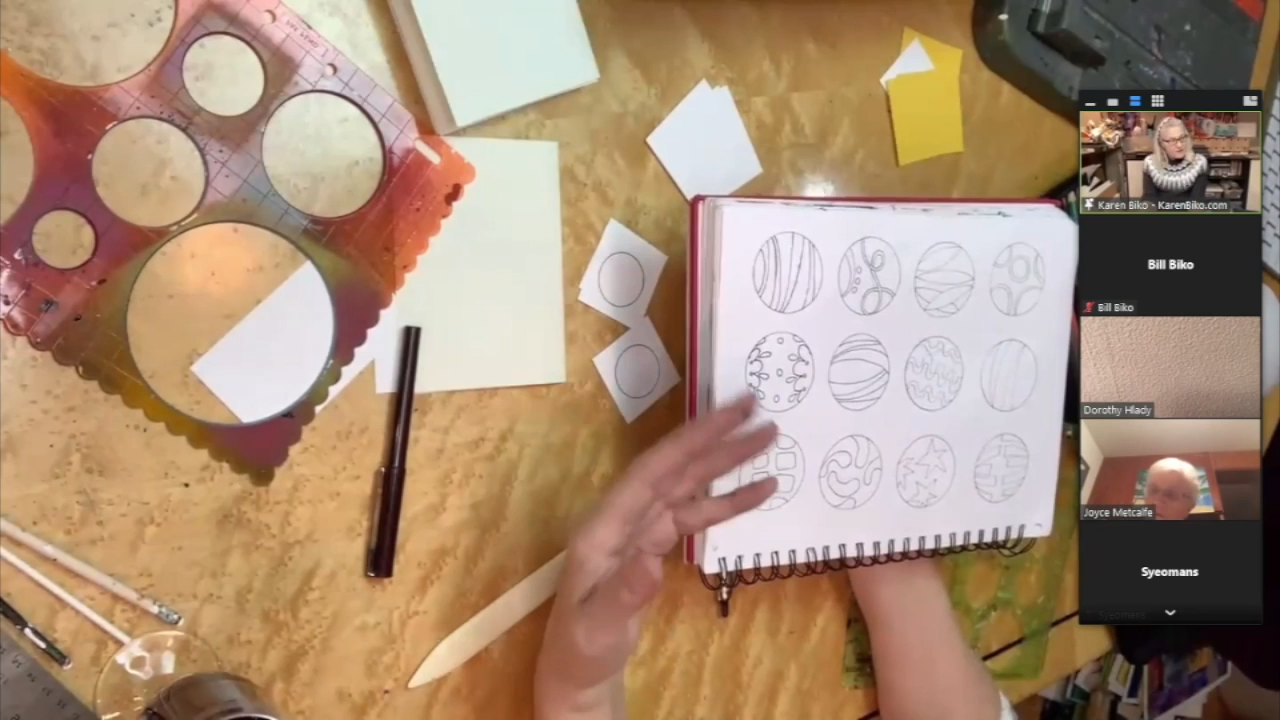 Karen Biko - KarenBiko.com
Bill Biko
Bill Biko
Dorothy Hlady
Joyce Metcalfe
Syeomans